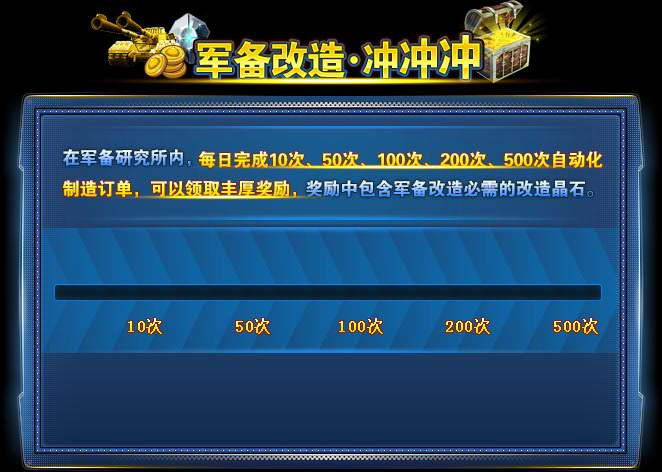 军备改造·冲冲冲
在军备研究所内，每日完成10次、50次、100次、200次、500次自动化
制造订单，可以领取丰厚奖励，奖励中包含军备改造必需的改造晶石。
10次 50次 100次 200次 500次